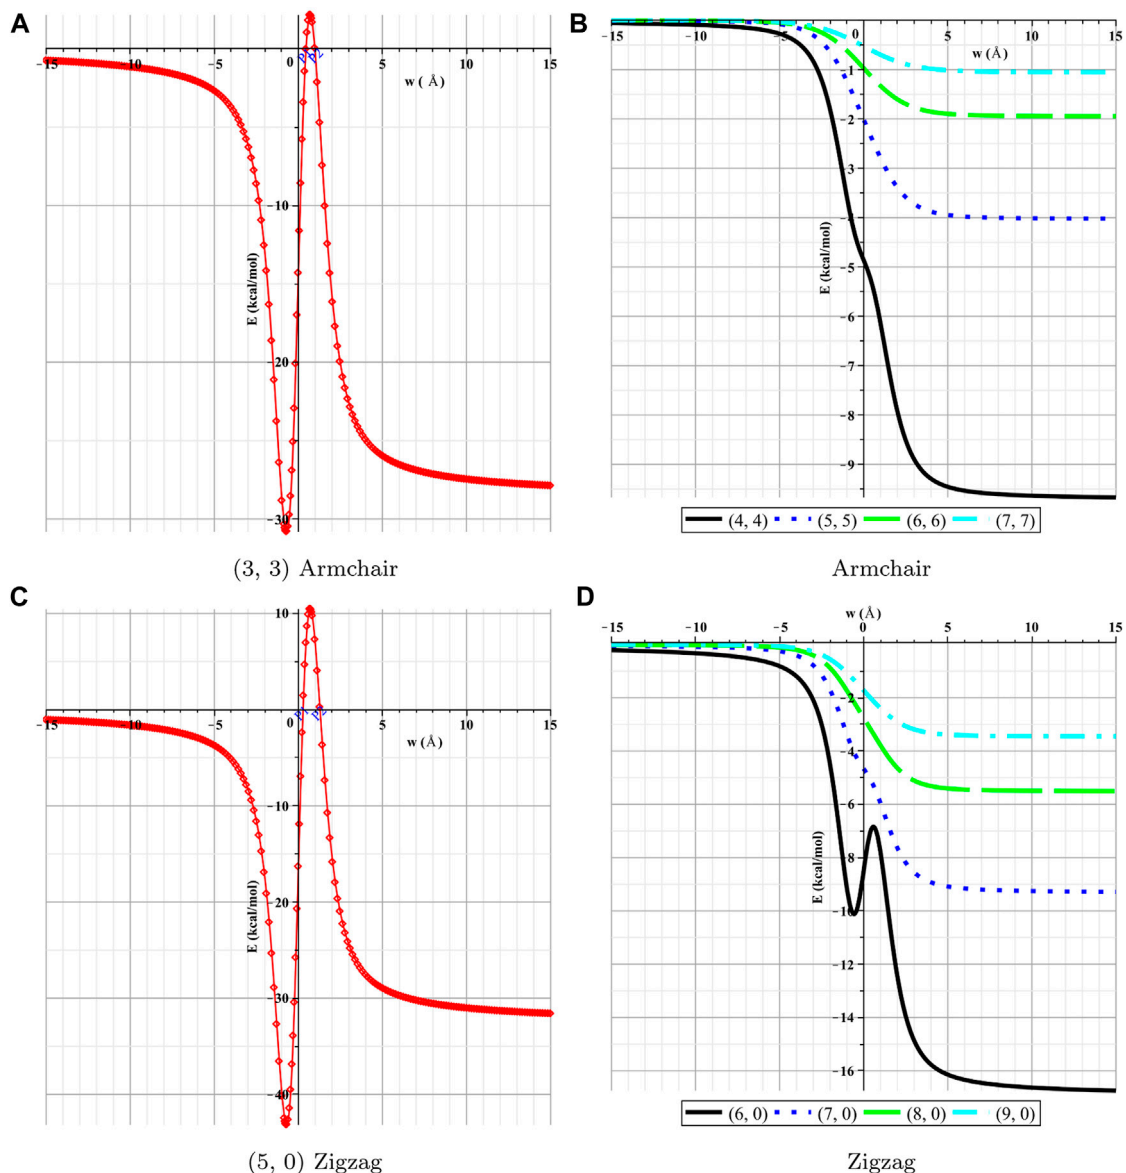 A
-15
-10
-5
0
5
10
15
w ( Å)
-10
E (kcal/mol)
-20
-30
(3, 3) Armchair
B
-15
-10
-5
0
5
10
15
w (Å)
-1
-2
-3
-4
E (kcal/mol)
-5
-6
-7
-8
-9
(4, 4) (5, 5) (6, 6) (7, 7)
Armchair
C
10
-15
-10
-5
0
5
10
15
w (Å)
-10
-20
E (kcal/mol)
-30
-40
(5, 0) Zigzag
D
w (Å)
-15
-10
-5
0
5
10
15
-2
-4
-6
-8
E (kcal/mol)
-10
-12
-14
-16
(6, 0) (7, 0) (8, 0) (9, 0)
Zigzag